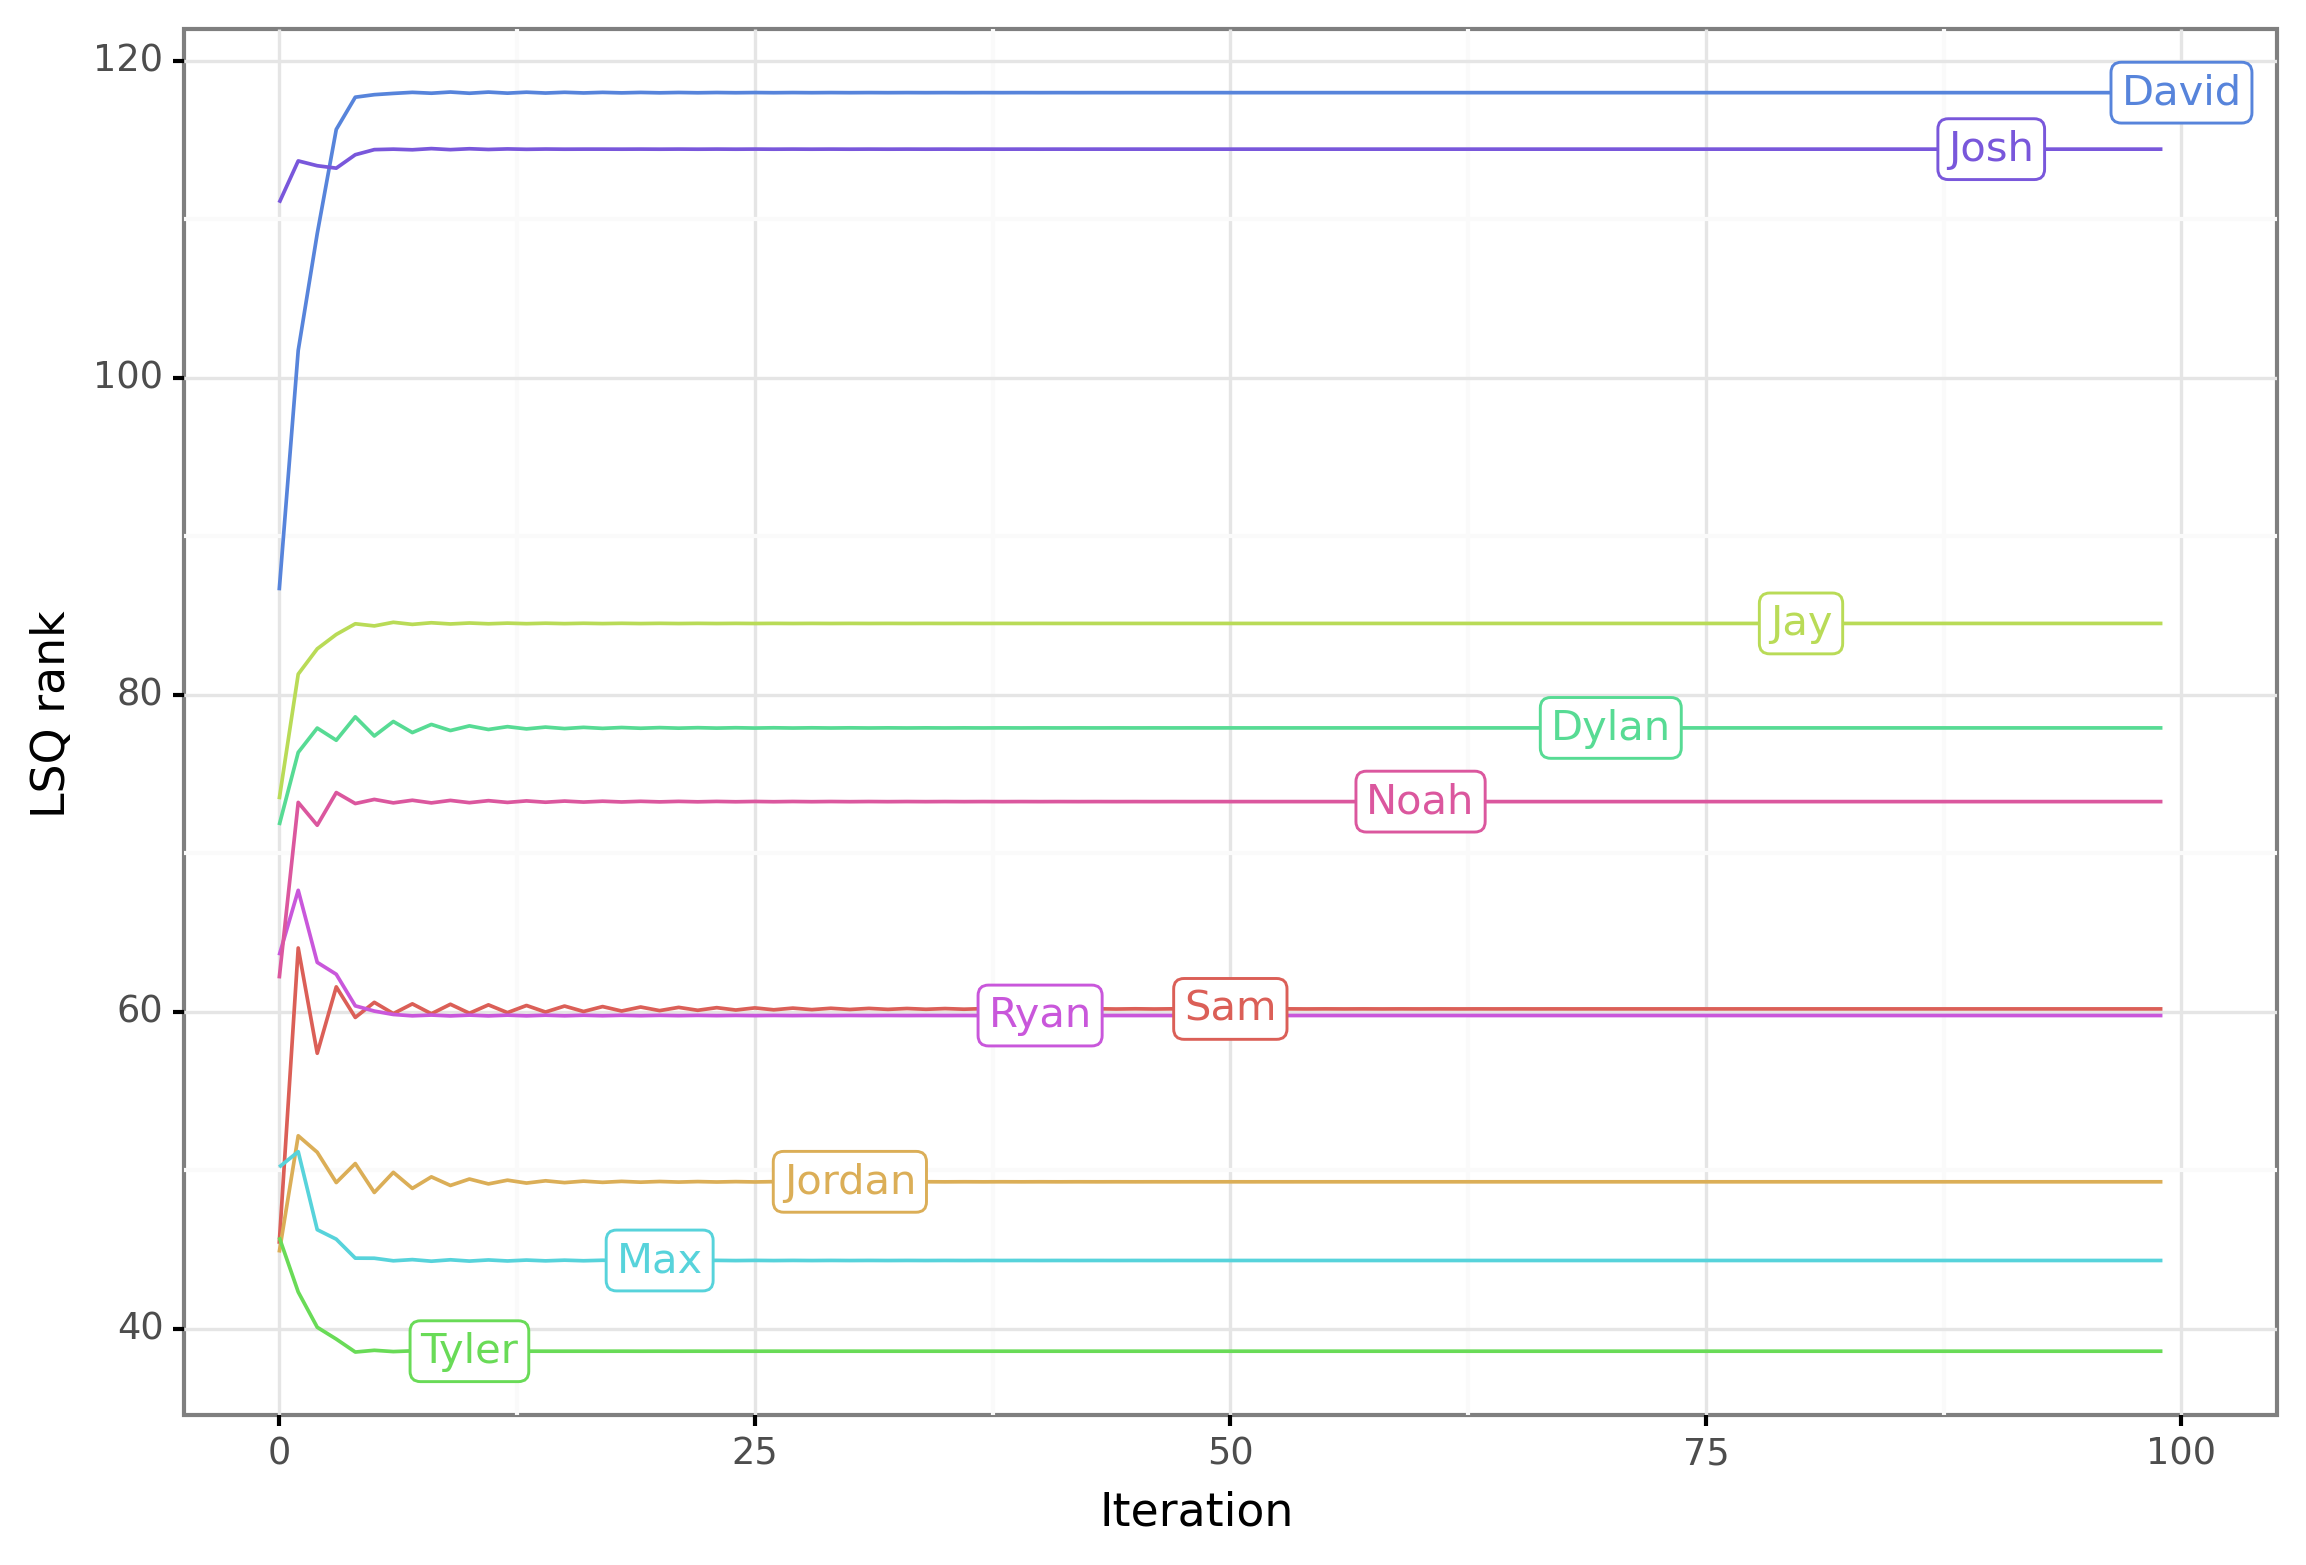 120
David
Josh
100
LSQ rank
Jay
80
Dylan
Noah
60
Ryan
Sam
Jordan
Max
40
Tyler
0 25 50 75 100
Iteration